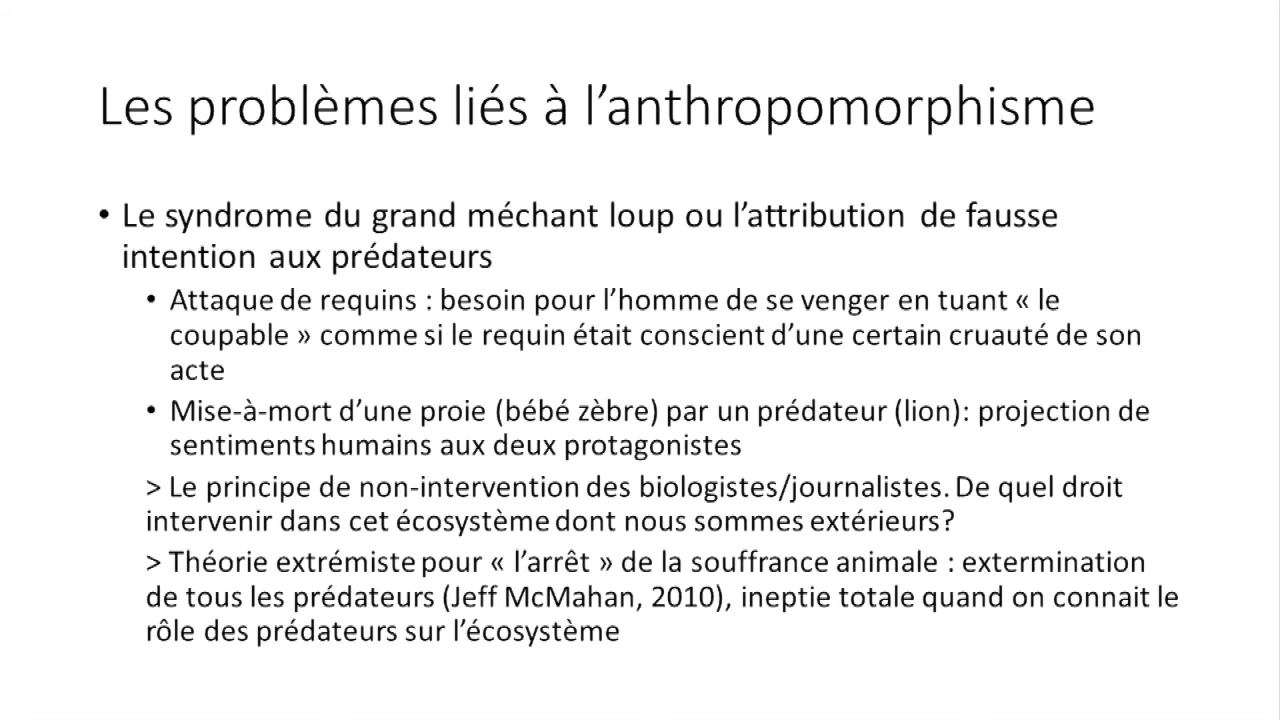 Les problèmes liés à l’anthropomorphisme
• Le syndrome du grand méchant loup ou l’attribution de fausse
intention aux prédateurs
• Attaque de requins : besoin pour l’homme de se venger en tuant « le
coupable » comme si le requin était conscient d’une certain cruauté de son
acte
• Mise-à-mort d’une proie (bébé zèbre) par un prédateur (lion): projection de
sentiments humains aux deux protagonistes
> Le principe de non-intervention des biologistes/journalistes. De quel droit
intervenir dans cet écosystème dont nous sommes extérieurs?
> Théorie extrémiste pour « l’arrêt » de la souffrance animale : extermination
de tous les prédateurs (Jeff McMahan, 2010), ineptie totale quand on connait le
rôle des prédateurs sur l’écosystème